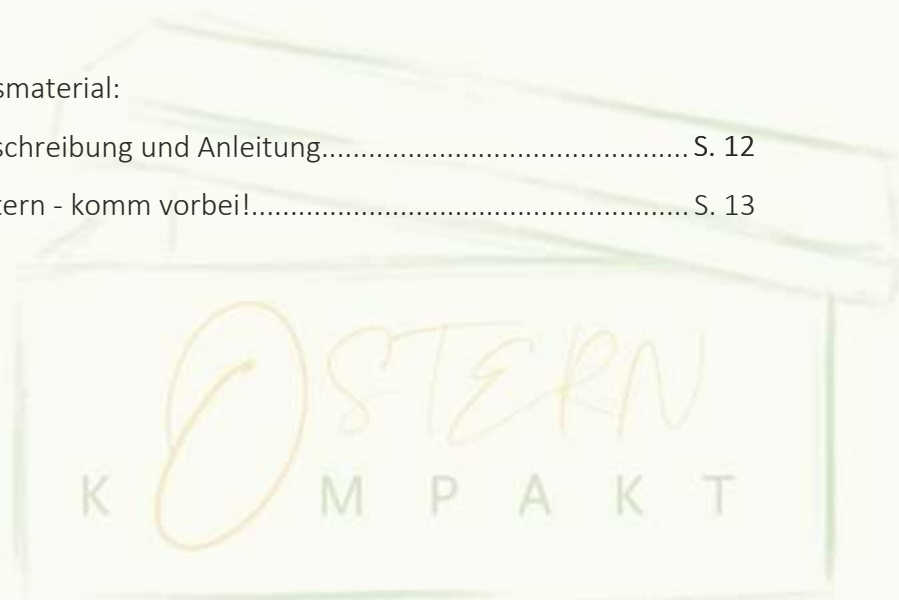 smaterial:
schreibung und Anleitung................................................ S. 12
tern - komm vorbei!......................................................... S. 13
OSTERN
KOMPAKT